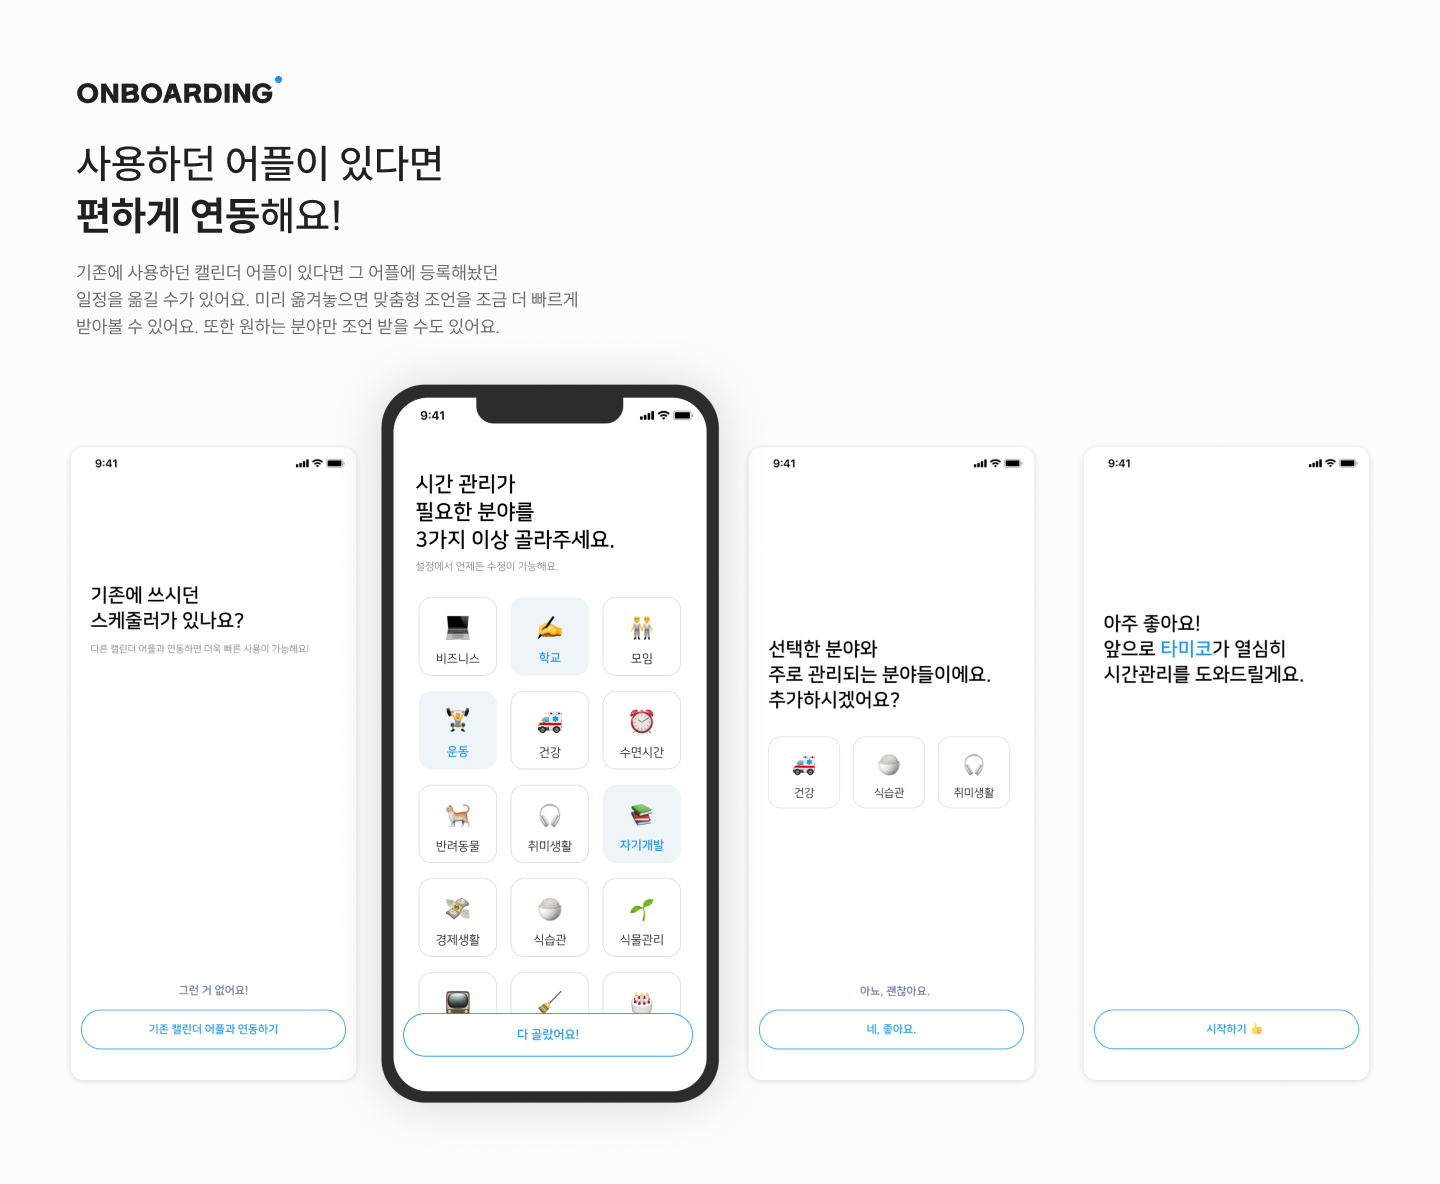 ONBOARDING
사용하던 어플이 있다면
편하게 연동해요!
기존에 사용하던 캘린더 어플이 있다면 그 어플에 등록해놨던
일정을 옮길 수가 있어요. 미리 옮겨놓으면 맞춤형 조언을 조금 더 빠르게
받아볼 수 있어요. 또한 원하는 분야만 조언 받을 수도 있어요.
9:41
기존에 쓰시던
스케줄러가 있나요?
다른 캘린더 어플과 연동하면 더욱 빠른 사용이 가능해요!
그런 거 없어요!
기존 캘린더 어플과 연동하기
9:41
시간 관리가
필요한 분야를
3가지 이상 골라주세요.
설정에서 언제든 수정이 가능해요.
비즈니스
학교
모임
운동
건강
수면시간
반려동물
취미생활
자기개발
경제생활
식습관
식물관리
다 골랐어요!
9:41
선택한 분야와
주로 관리되는 분야들이에요.
추가하시겠어요?
건강
식습관
취미생활
아뇨, 괜찮아요.
네, 좋아요.
9:41
아주 좋아요!
앞으로 타미코가 열심히
시간관리를 도와드릴게요.
시작하기 👍